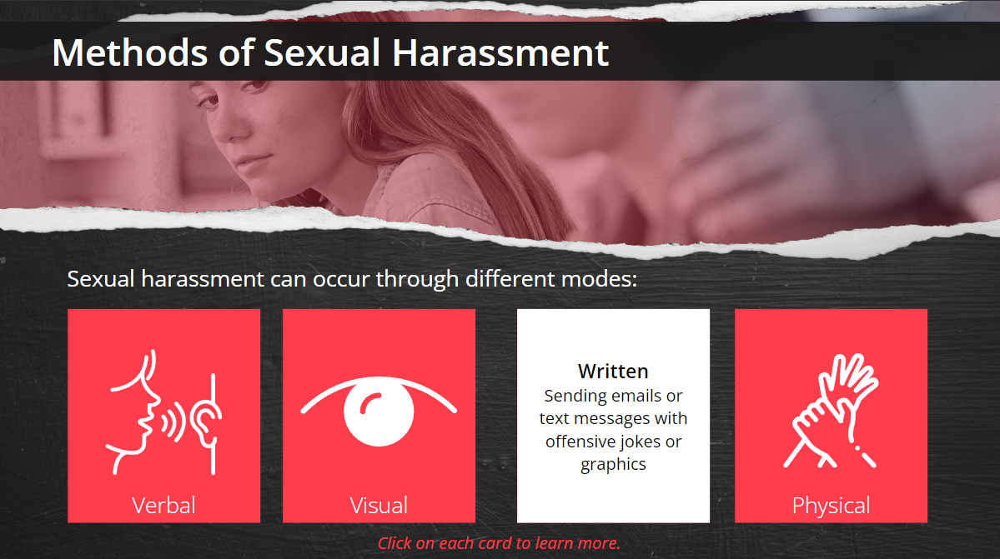 Methods of Sexual Harassment
Sexual harassment can occur through different modes:
Verbal
Visual
Written
Sending emails or
text messages with
offensive jokes or
graphics
Physical
Click on each card to learn more.